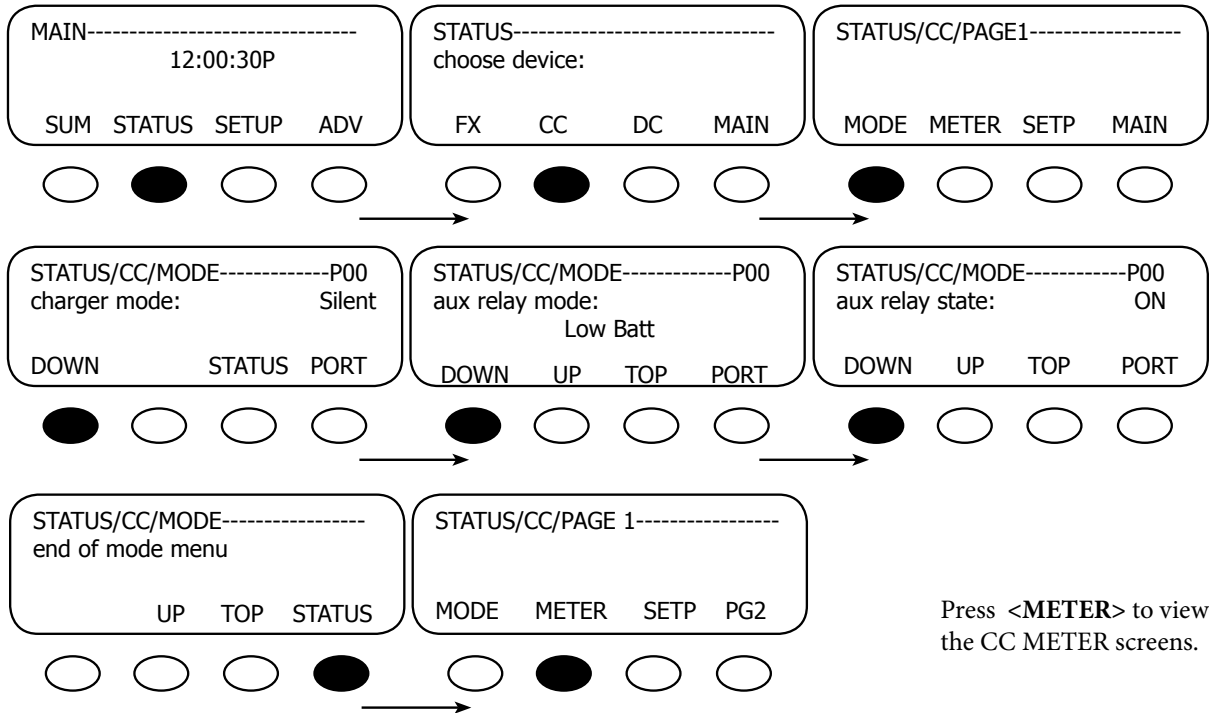 MAIN--------------------------------
12:00:30P
SUM STATUS SETUP ADV
STATUS-------------------------------
choose device:
FX CC DC MAIN
STATUS/CC/PAGE1------------------
MODE METER SETP MAIN
STATUS/CC/MODE-------------P00
charger mode: Silent
DOWN STATUS PORT
STATUS/CC/MODE-------------P00
aux relay mode:
Low Batt
DOWN UP TOP PORT
STATUS/CC/MODE------------P00
aux relay state: ON
DOWN UP TOP PORT
STATUS/CC/MODE-----------------
end of mode menu
UP TOP STATUS
STATUS/CC/PAGE 1-----------------
MODE METER SETP PG2
Press <METER> to view
the CC METER screens.